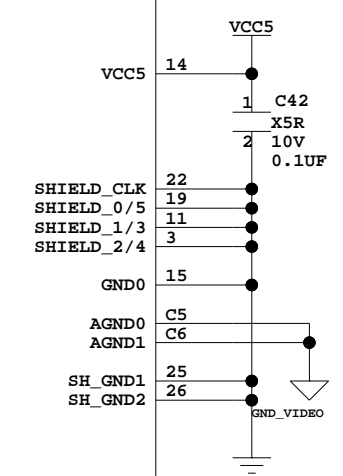 VCC5
VCC5 14
1 C42
X5R
2 10V
0.1UF
SHIELD_CLK 22
SHIELD_0/5 19
SHIELD_1/3 11
SHIELD_2/4 3
GND0 15
AGND0 C5
AGND1 C6
SH_GND1 25
SH_GND2 26
GND_VIDEO